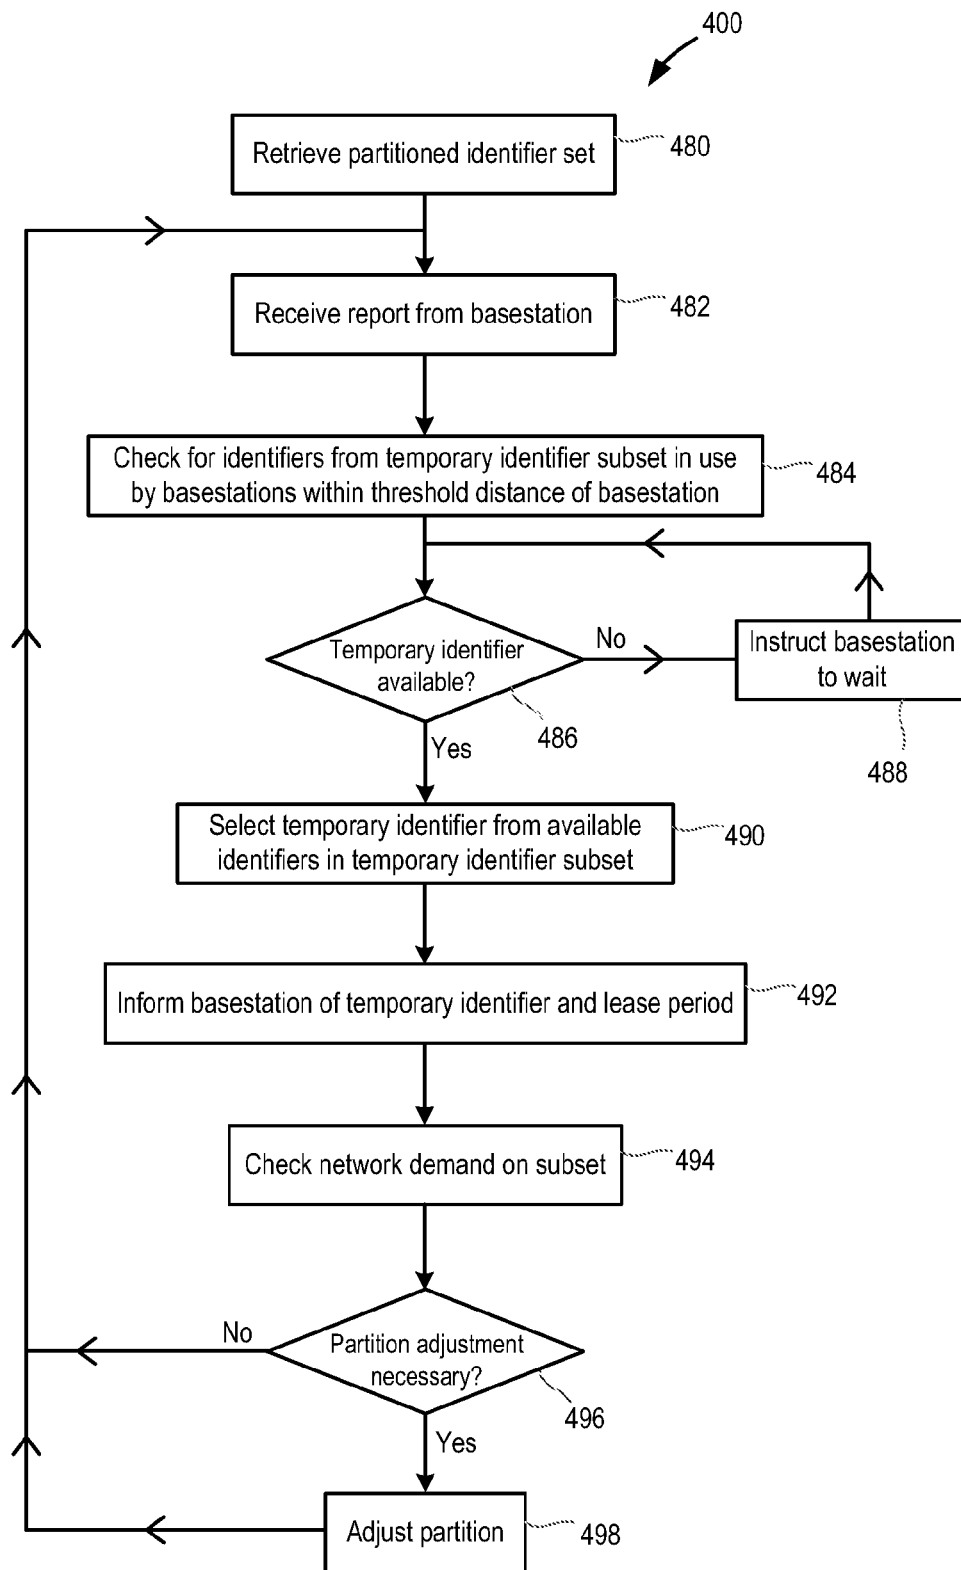 400
Retrieve partitioned identifier set
480
Receive report from basestation
482
Check for identifiers from temporary identifier subset in use
by basestations within threshold distance of basestation
484
Temporary identifier
available?
486
No
Instruct basestation
to wait
488
Yes
Select temporary identifier from available
identifiers in temporary identifier subset
490
Inform basestation of temporary identifier and lease period
492
Check network demand on subset
494
Partition adjustment
necessary?
496
No
Yes
Adjust partition
498